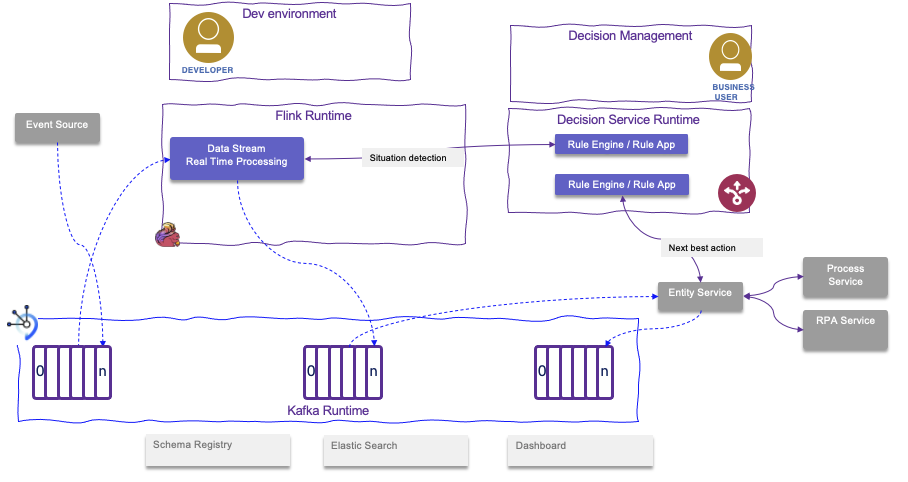 Dev environment
DEVELOPER
Decision Management
BUSINESS
USER
Event Source
Flink Runtime
Data Stream
Real Time Processing
Situation detection
Decision Service Runtime
Rule Engine / Rule App
Rule Engine / Rule App
Next best action
Entity Service
Process
Service
RPA Service
0
n
0
n
0
n
Kafka Runtime
Schema Registry
Elastic Search
Dashboard